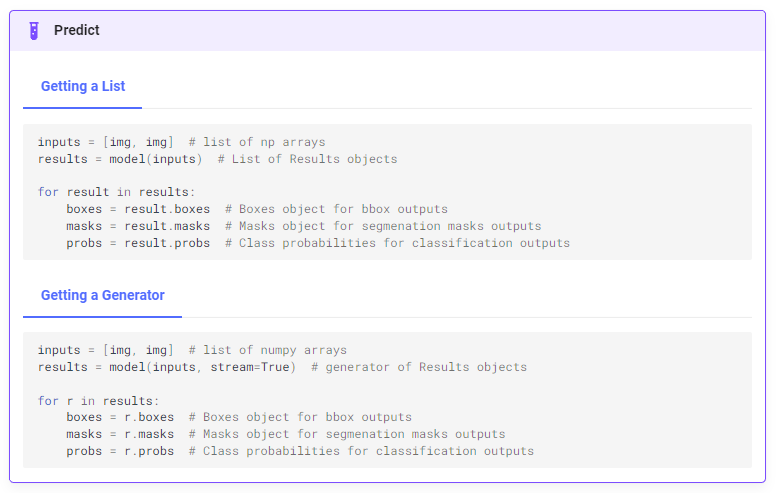 Predict
Getting a List
inputs = [img, img]  # list of np arrays
results = model(inputs)  # List of Results objects
for result in results:
    boxes = result.boxes  # Boxes object for bbox outputs
    masks = result.masks  # Masks object for segmenation masks outputs
    probs = result.probs  # Class probabilities for classification outputs
Getting a Generator
inputs = [img, img]  # list of numpy arrays
results = model(inputs, stream=True)  # generator of Results objects
for r in results:
    boxes = r.boxes  # Boxes object for bbox outputs
    masks = r.masks  # Masks object for segmenation masks outputs
    probs = r.probs  # Class probabilities for classification outputs